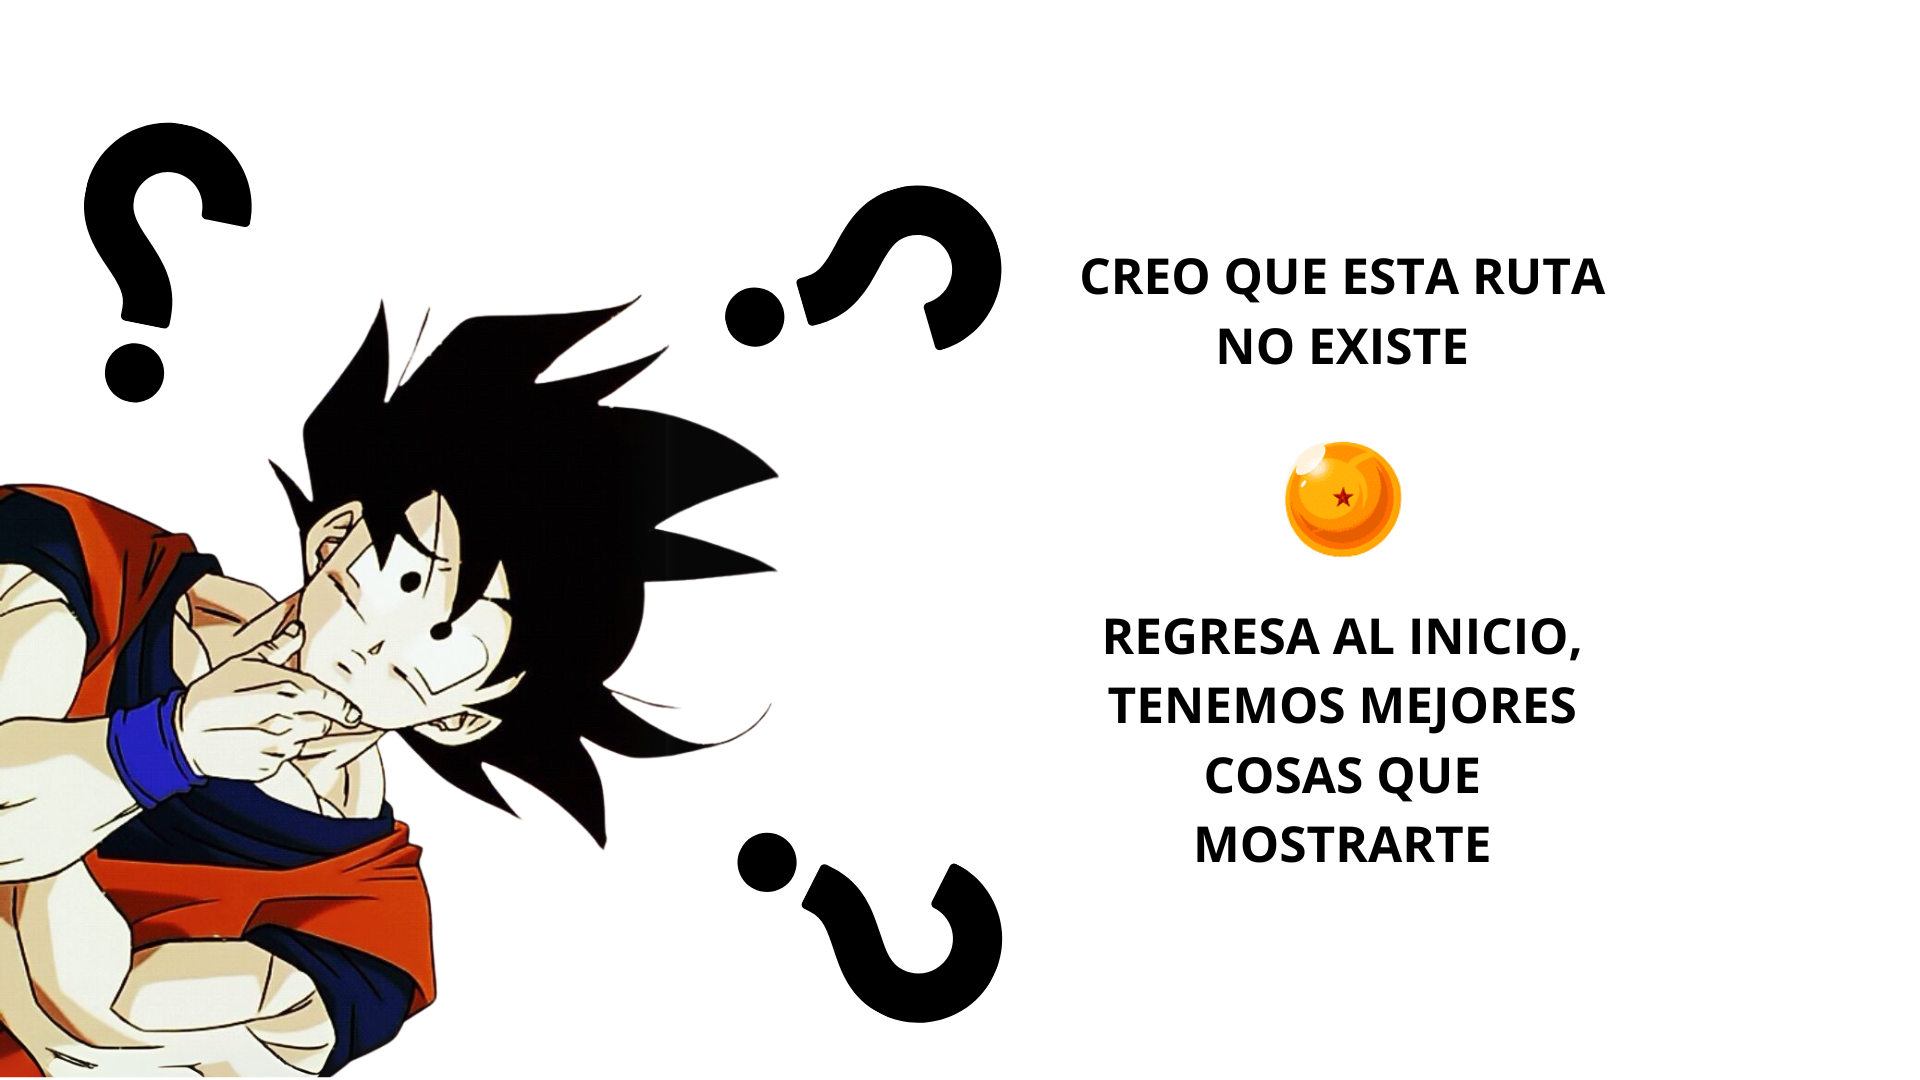 CREO QUE ESTA RUTA
NO EXISTE
REGRESA AL INICIO,
TENEMOS MEJORES
COSAS QUE
MOSTRARTE